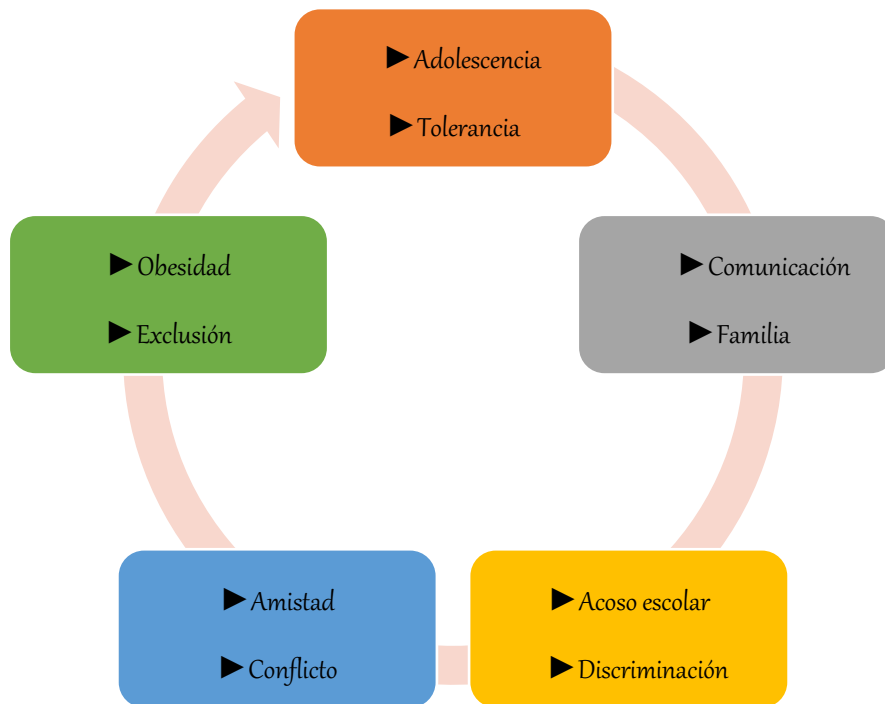 ► Adolescencia
► Tolerancia
► Comunicación
► Familia
► Acoso escolar
► Discriminación
► Amistad
► Conflicto
► Obesidad
► Exclusión